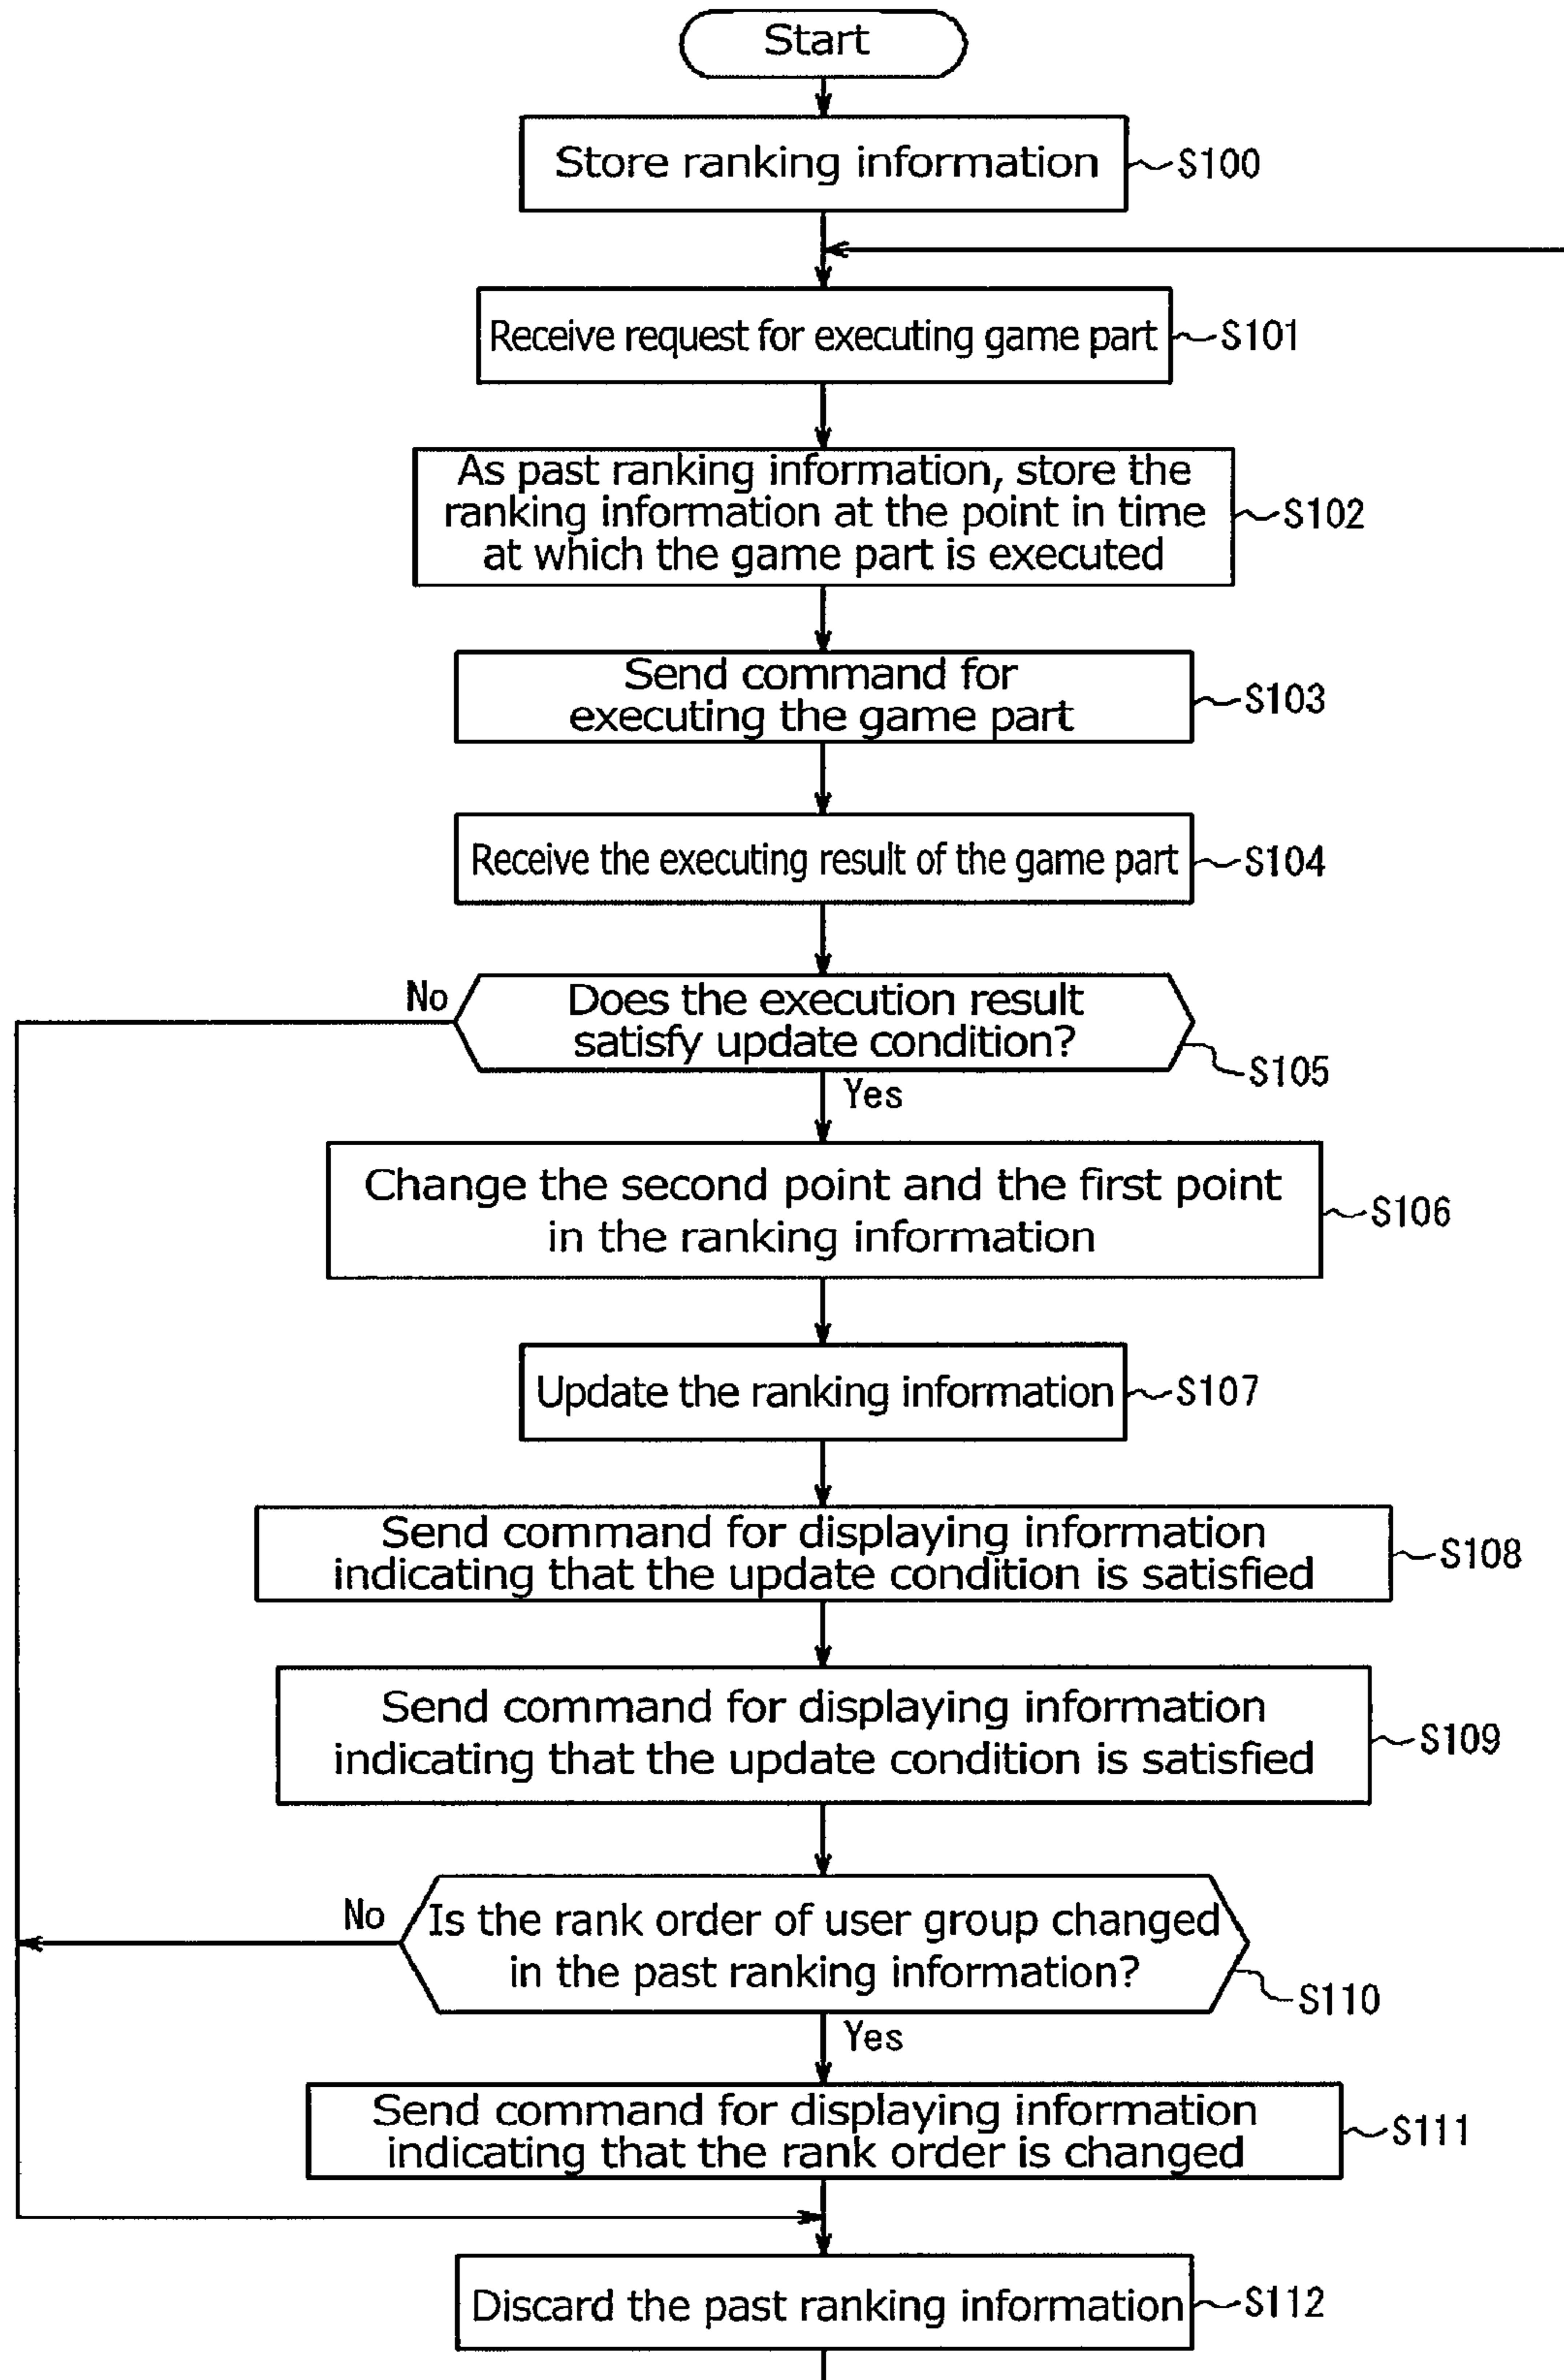 Start
Store ranking information
S100
Receive request for executing game part
S101
As past ranking information, store the
ranking information at the point in time
at which the game part is executed
S102
Send command for
executing the game part
S103
Receive the executing result of the game part
S104
No
Does the execution result
satisfy update condition?
S105
Yes
Change the second point and the first point
in the ranking information
S106
Update the ranking information
S107
Send command for displaying information
indicating that the update condition is satisfied
S108
Send command for displaying information
indicating that the update condition is satisfied
S109
No
Is the rank order of user group changed
in the past ranking information?
S110
Yes
Send command for displaying information
indicating that the rank order is changed
S111
Discard the past ranking information
S112